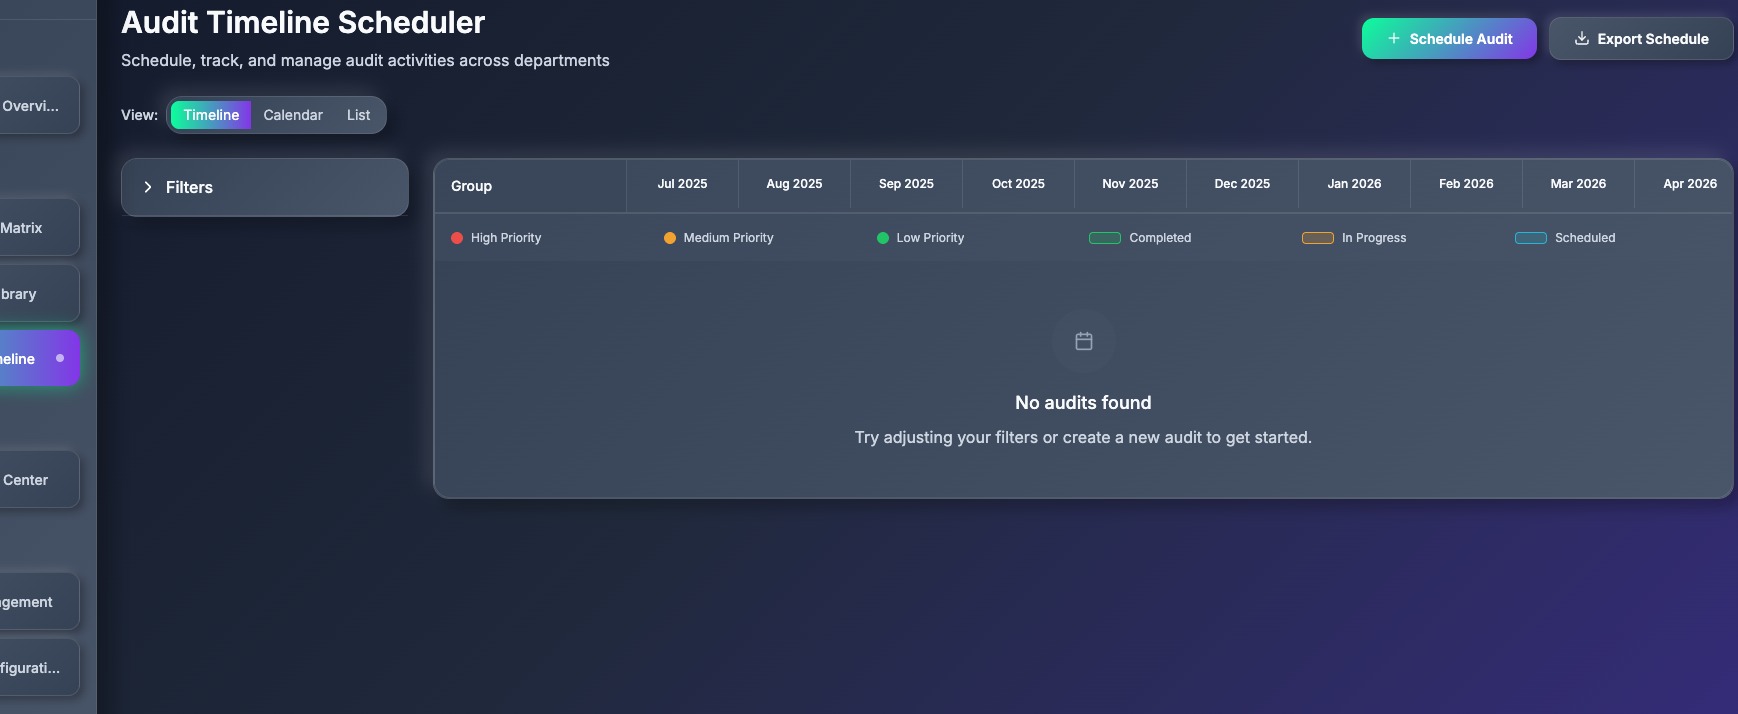 Audit Timeline Scheduler
Schedule, track, and manage audit activities across departments
Schedule Audit
Export Schedule
View:
Timeline
Calendar
List
Overvi...
Matrix
brary
neline
Center
gement
figurati...
Filters
Group
Jul 2025
Aug 2025
Sep 2025
Oct 2025
Nov 2025
Dec 2025
Jan 2026
Feb 2026
Mar 2026
Apr 2026
High Priority
Medium Priority
Low Priority
Completed
In Progress
Scheduled
No audits found
Try adjusting your filters or create a new audit to get started.